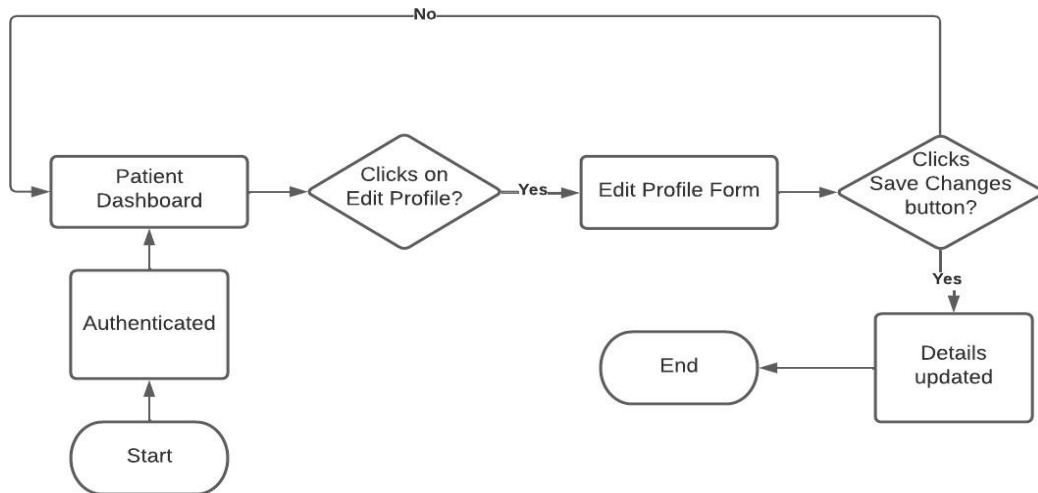 No
Patient
Dashboard
Clicks on
Edit Profile?
Yes
Edit Profile Form
Clicks
Save Changes
button?
Yes
Authenticated
Details
updated
End
Start